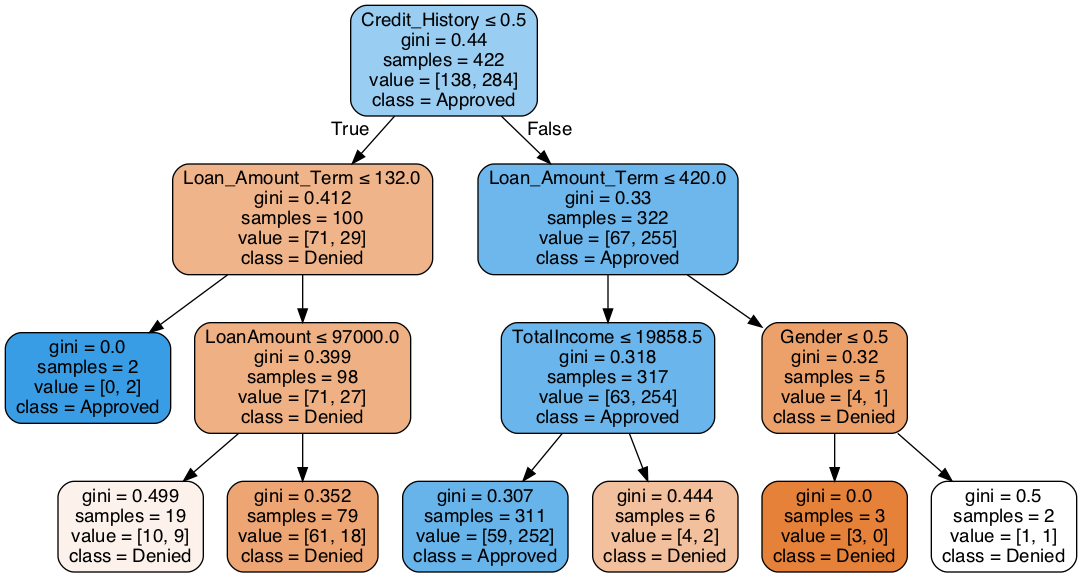 Credit_History ≤ 0.5
gini = 0.44
samples = 422
value = [138, 284]
class = Approved
True
False
Loan_Amount_Term ≤ 132.0
gini = 0.412
samples = 100
value = [71, 29]
class = Denied
Loan_Amount_Term ≤ 420.0
gini = 0.33
samples = 322
value = [67, 255]
class = Approved
gini = 0.0
samples = 2
value = [0, 2]
class = Approved
LoanAmount ≤ 97000.0
gini = 0.399
samples = 98
value = [71, 27]
class = Denied
TotalIncome ≤ 19858.5
gini = 0.318
samples = 317
value = [63, 254]
class = Approved
Gender ≤ 0.5
gini = 0.32
samples = 5
value = [4, 1]
class = Denied
gini = 0.499
samples = 19
value = [10, 9]
class = Denied
gini = 0.352
samples = 79
value = [61, 18]
class = Denied
gini = 0.307
samples = 311
value = [59, 252]
class = Approved
gini = 0.444
samples = 6
value = [4, 2]
class = Denied
gini = 0.0
samples = 3
value = [3, 0]
class = Denied
gini = 0.5
samples = 2
value = [1, 1]
class = Denied